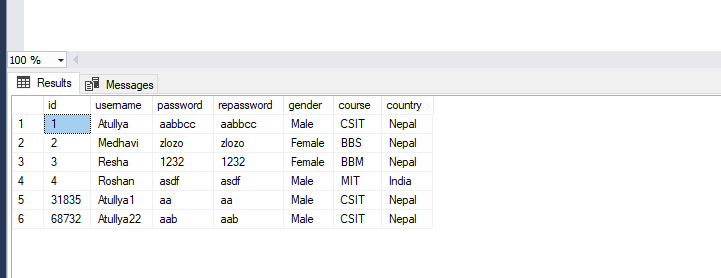 100 %
Results Messages
id username password repassword gender course country
1 1 Atullya aabbcc aabbcc Male CSIT Nepal
2 2 Medhavi zlozo zlozo Female BBS Nepal
3 3 Resha 1232 1232 Female BBM Nepal
4 4 Roshan asdf asdf Male MIT India
5 31835 Atullya1 aa aa Male CSIT Nepal
6 68732 Atullya22 aab aab Male CSIT Nepal